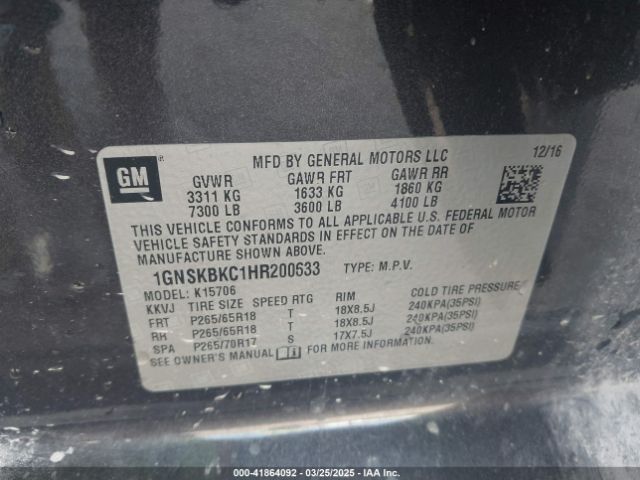 GM
MFD BY GENERAL MOTORS LLC 12/16
GVWR GAWR FRT GAWR RR
3311 KG 1633 KG 1860 KG
7300 LB 3600 LB 4100 LB
THIS VEHICLE CONFORMS TO ALL APPLICABLE U.S. FEDERAL MOTOR
VEHICLE SAFETY STANDARDS IN EFFECT ON THE DATE OF
MANUFACTURE SHOWN ABOVE.
1GNSKBKC1HR200633 TYPE: M.P.V.
MODEL: K15706
KKVJ TIRE SIZE SPEED RTG RIM COLD TIRE PRESSURE
FRT P265/65R18 T 18X8.5J 240KPA(35PSI)
RH P265/65R18 T 18X8.5J 240KPA(35PSI)
SPA P265/70R17 S 17X7.5J 240KPA(35PSI)
SEE OWNER'S MANUAL FOR MORE INFORMATION.
000-41864092 — 03/25/2025 — IAA Inc.